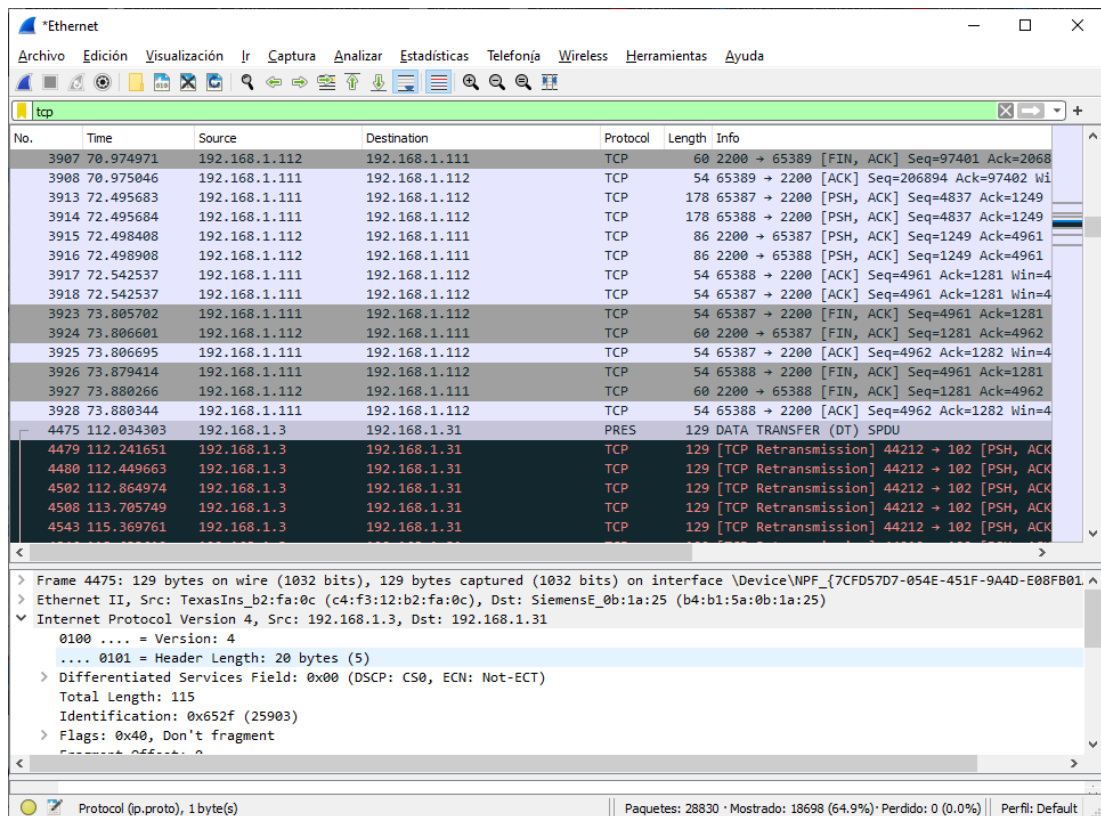 *Ethernet
Archivo Edición Visualización Ir Captura Analizar Estadísticas Telefonía Wireless Herramientas Ayuda
tcp
No. Time Source Destination Protocol Length Info
3907 70.974971 192.168.1.112 192.168.1.111 TCP 60 2200 → 65389 [FIN, ACK] Seq=97401 Ack=2068
3908 70.975046 192.168.1.111 192.168.1.112 TCP 54 65389 → 2200 [ACK] Seq=206894 Ack=97402 Wi
3913 72.495683 192.168.1.111 192.168.1.112 TCP 178 65387 → 2200 [PSH, ACK] Seq=4837 Ack=1249
3914 72.495684 192.168.1.111 192.168.1.112 TCP 178 65388 → 2200 [PSH, ACK] Seq=4837 Ack=1249
3915 72.498408 192.168.1.112 192.168.1.111 TCP 86 2200 → 65387 [PSH, ACK] Seq=1249 Ack=4961
3916 72.498908 192.168.1.112 192.168.1.111 TCP 86 2200 → 65388 [PSH, ACK] Seq=1249 Ack=4961
3917 72.542537 192.168.1.111 192.168.1.112 TCP 54 65387 → 2200 [ACK] Seq=4961 Ack=1281 Win=4
3918 72.542537 192.168.1.111 192.168.1.112 TCP 54 65388 → 2200 [ACK] Seq=4961 Ack=1281 Win=4
3923 73.805702 192.168.1.111 192.168.1.112 TCP 54 65387 → 2200 [FIN, ACK] Seq=4961 Ack=1281
3924 73.806601 192.168.1.112 192.168.1.111 TCP 60 2200 → 65387 [FIN, ACK] Seq=1281 Ack=4962
3925 73.806695 192.168.1.111 192.168.1.112 TCP 54 65387 → 2200 [ACK] Seq=4962 Ack=1282 Win=4
3926 73.879414 192.168.1.111 192.168.1.112 TCP 54 65388 → 2200 [FIN, ACK] Seq=4961 Ack=1281
3927 73.880266 192.168.1.112 192.168.1.111 TCP 60 2200 → 65388 [FIN, ACK] Seq=1281 Ack=4962
3928 73.880344 192.168.1.111 192.168.1.112 TCP 54 65388 → 2200 [ACK] Seq=4962 Ack=1282 Win=4
4475 112.034303 192.168.1.3 192.168.1.31 PRES 129 DATA TRANSFER (DT) SPDU
4479 112.241651 192.168.1.3 192.168.1.31 TCP 129 [TCP Retransmission] 44212 → 102 [PSH, ACK
4480 112.449663 192.168.1.3 192.168.1.31 TCP 129 [TCP Retransmission] 44212 → 102 [PSH, ACK
4502 112.864974 192.168.1.3 192.168.1.31 TCP 129 [TCP Retransmission] 44212 → 102 [PSH, ACK
4508 113.705749 192.168.1.3 192.168.1.31 TCP 129 [TCP Retransmission] 44212 → 102 [PSH, ACK
4543 115.369761 192.168.1.3 192.168.1.31 TCP 129 [TCP Retransmission] 44212 → 102 [PSH, ACK
Frame 4475: 129 bytes on wire (1032 bits), 129 bytes captured (1032 bits) on interface \Device\NPF_{7CFD57D7-054E-451F-9A4D-E08FB01
Ethernet II, Src: TexasIns_b2:fa:0c (c4:f3:12:b2:fa:0c), Dst: SiemensE_0b:1a:25 (b4:b1:5a:0b:1a:25)
Internet Protocol Version 4, Src: 192.168.1.3, Dst: 192.168.1.31
0100 .... = Version: 4
.... 0101 = Header Length: 20 bytes (5)
Differentiated Services Field: 0x00 (DSCP: CS0, ECN: Not-ECT)
Total Length: 115
Identification: 0x652f (25903)
Flags: 0x40, Don't fragment
Protocol (ip.proto), 1 byte(s) Paquetes: 28830 · Mostrado: 18698 (64.9%) · Perdido: 0 (0.0%) Perfil: Default